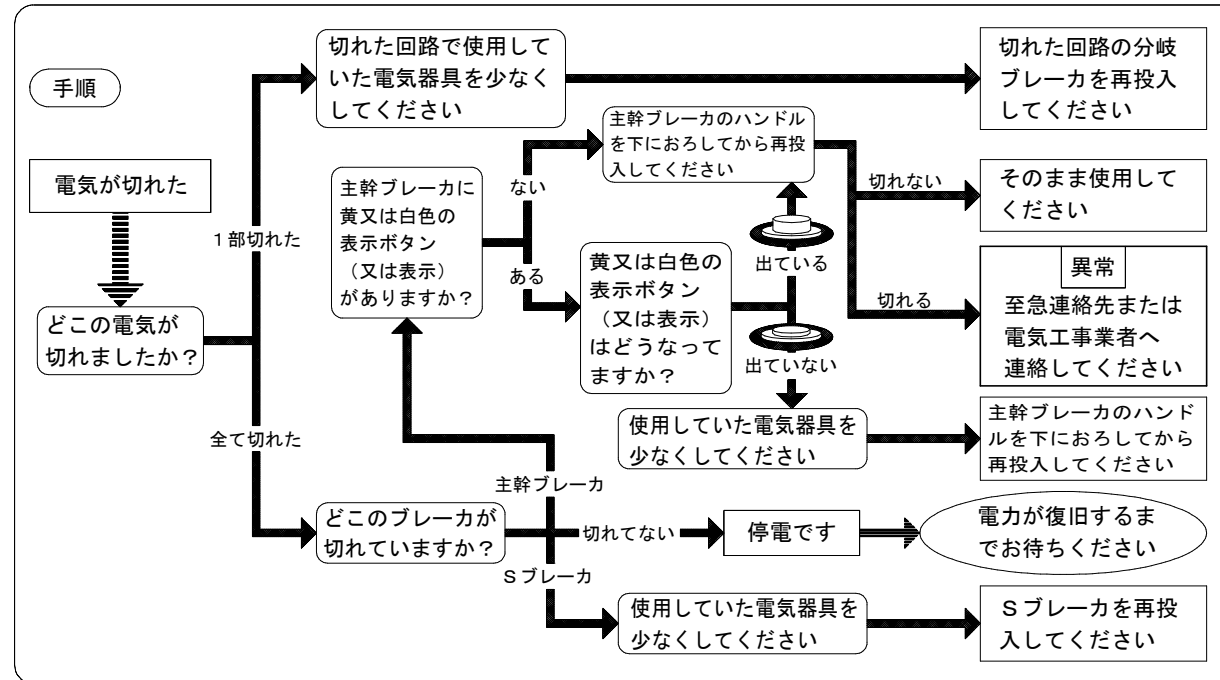 手順
電気が切れた
どこの電気が
切れましたか？
１部切れた
全て切れた
切れた回路で使用して
いた電気器具を少なく
してください
切れた回路の分岐
ブレーカを再投入
してください
主幹ブレーカに
黄又は白色の
表示ボタン
（又は表示）
がありますか？
ない
ある
主幹ブレーカのハンドル
を下におろしてから再投
入してください
黄又は白色の
表示ボタン
（又は表示）
はどうなって
ますか？
出ている
出ていない
切れない
切れる
そのまま使用して
ください
異常
至急連絡先または
電気工事業者へ
連絡してください
使用していた電気器具を
少なくしてください
主幹ブレーカのハンド
ルを下におろしてから
再投入してください
どこのブレーカが
切れていますか？
主幹ブレーカ
切れてない
Ｓブレーカ
停電です
電力が復旧するま
でお待ちください
使用していた電気器具を
少なくしてください
Ｓブレーカを再投
入してください